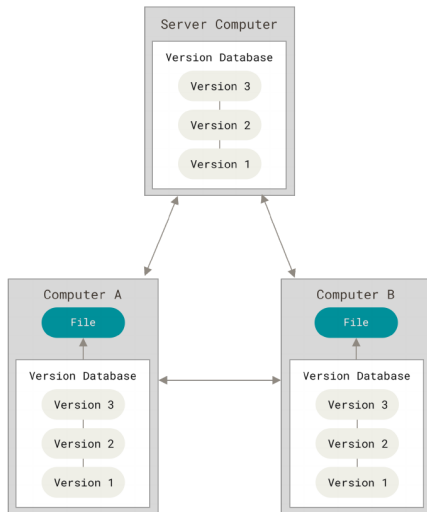 Server Computer
Version Database
Version 3
Version 2
Version 1
Computer A
File
Version Database
Version 3
Version 2
Version 1
Computer B
File
Version Database
Version 3
Version 2
Version 1